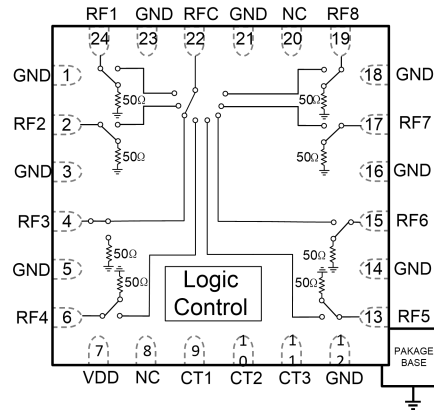 RF1 GND RFC GND NC RF8
24 23 22 21 20 19
GND 1 18 GND
50Ω 50Ω
RF2 2 17 RF7
50Ω 50Ω
GND 3 16 GND
RF3 4 15 RF6
50Ω 50Ω
GND 5 14 GND
50Ω 50Ω
Logic
Control
RF4 6 13 RF5
7 8 9 10 11 12
VDD NC CT1 CT2 CT3 GND
PAKAGE
BASE